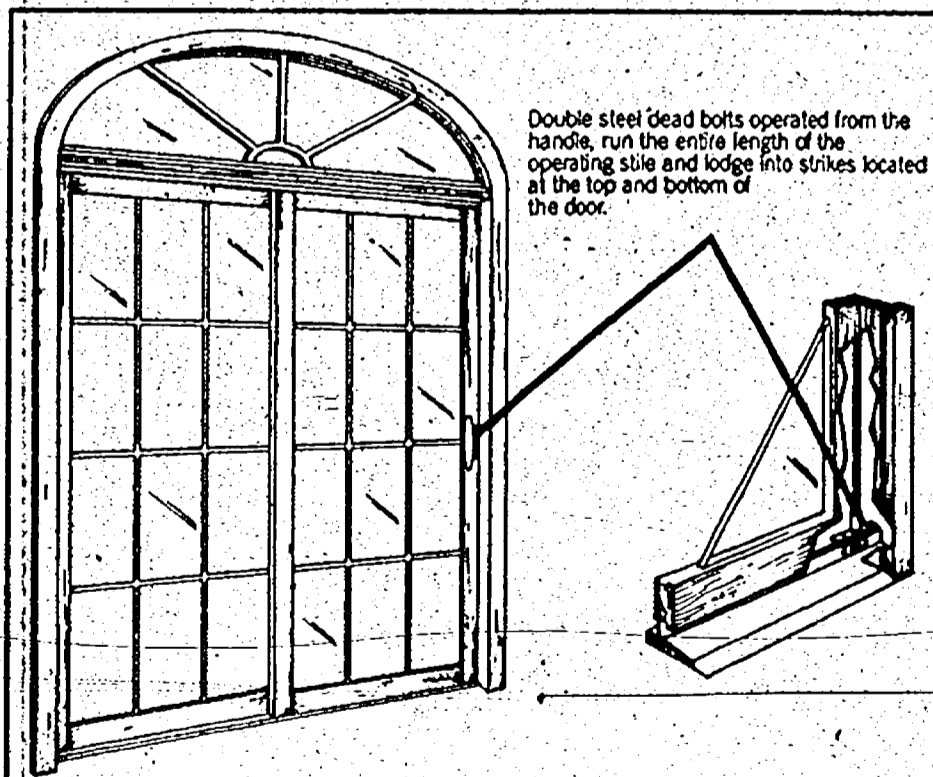 Double steel dead bolts operated from the
handle, run the entire length of the
operating stile and lodge into strikes located
at the top and bottom of
the door.